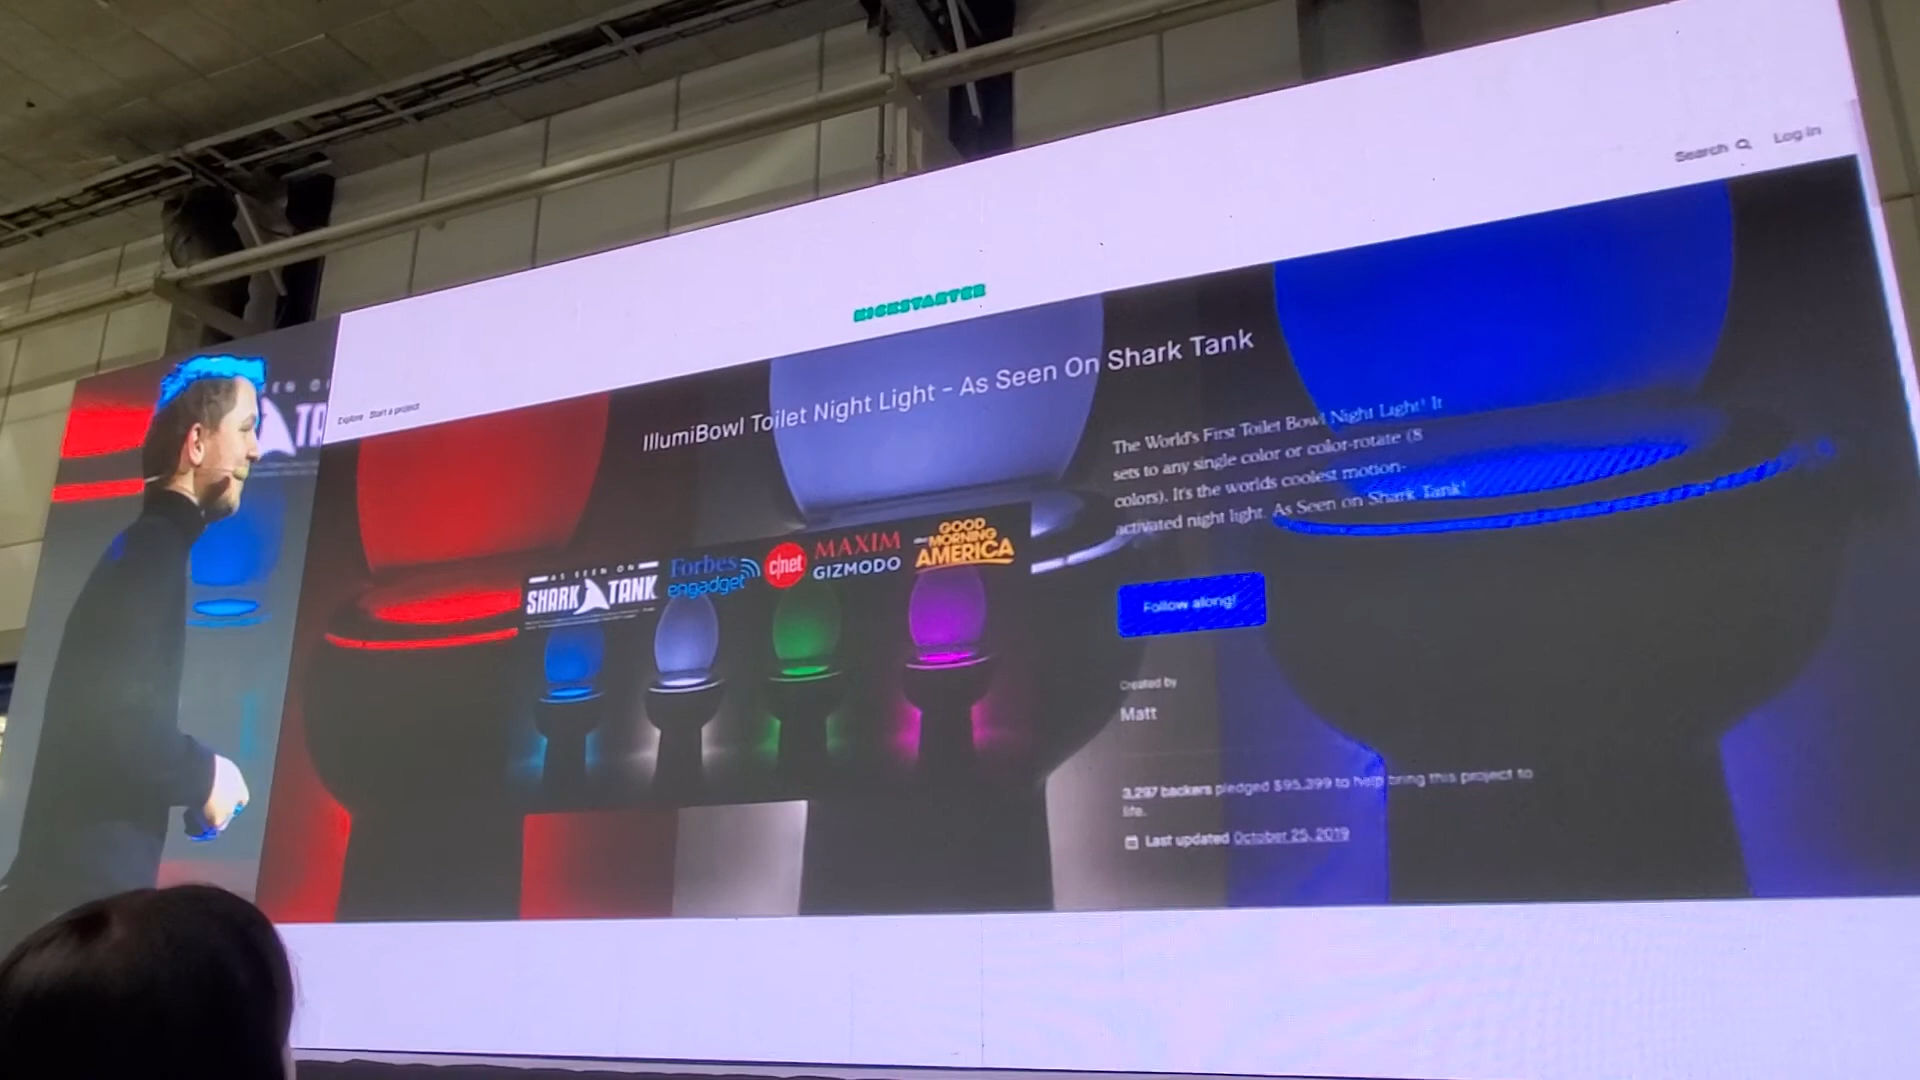 Search
Log in
KICKSTARTER
Explore Start a project
IllumiBowl Toilet Night Light - As Seen On Shark Tank
The World's First Toilet Bowl Night Light! It
sets to any single color or color-rotate (8
colors). It's the worlds coolest motion-
activated night light. As Seen on Shark Tank!
AS SEEN ON
SHARK TANK
Forbes
engadget
c|net
MAXIM
GIZMODO
GOOD
MORNING
AMERICA
Follow along!
Created by
Matt
3,297 backers pledged $95,399 to help bring this project to
life.
Last updated October 25, 2019